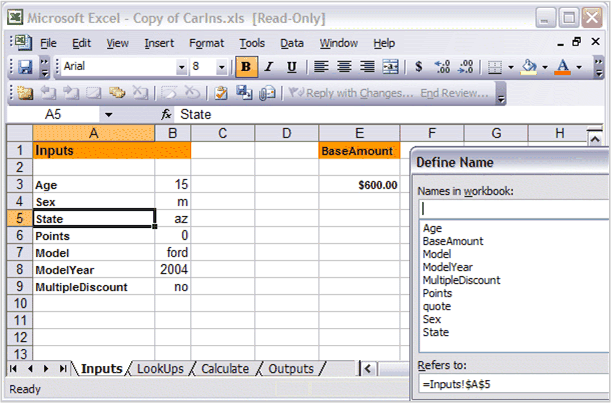 Microsoft Excel - Copy of CarIns.xls [Read-Only]
File Edit View Insert Format Tools Data Window Help
Arial 8 B I U $ .00
Reply with Changes... End Review...
A5 fx State
A B C D E F G H
1 Inputs BaseAmount
2
3 Age 15 $600.00
4 Sex m
5 State az
6 Points 0
7 Model ford
8 ModelYear 2004
9 MultipleDiscount no
10
11
12
13
Define Name
Names in workbook:
Age
BaseAmount
Model
ModelYear
MultipleDiscount
Points
quote
Sex
State
Refers to:
=Inputs!$A$5
Inputs LookUps Calculate Outputs
Ready